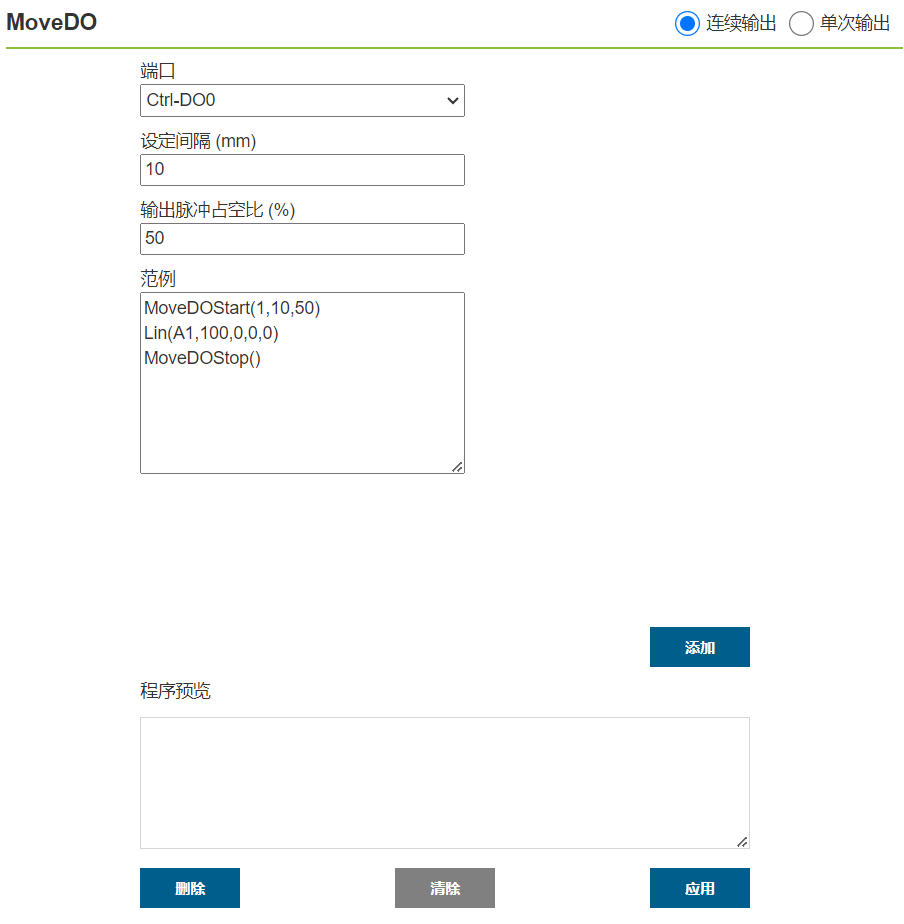 MoveDO
连续输出 单次输出
端口
Ctrl-DO0
设定间隔 (mm)
10
输出脉冲占空比 (%)
50
范例
MoveDOStart(1,10,50)
Lin(A1,100,0,0,0)
MoveDOStop()
添加
程序预览
删除 清除 应用